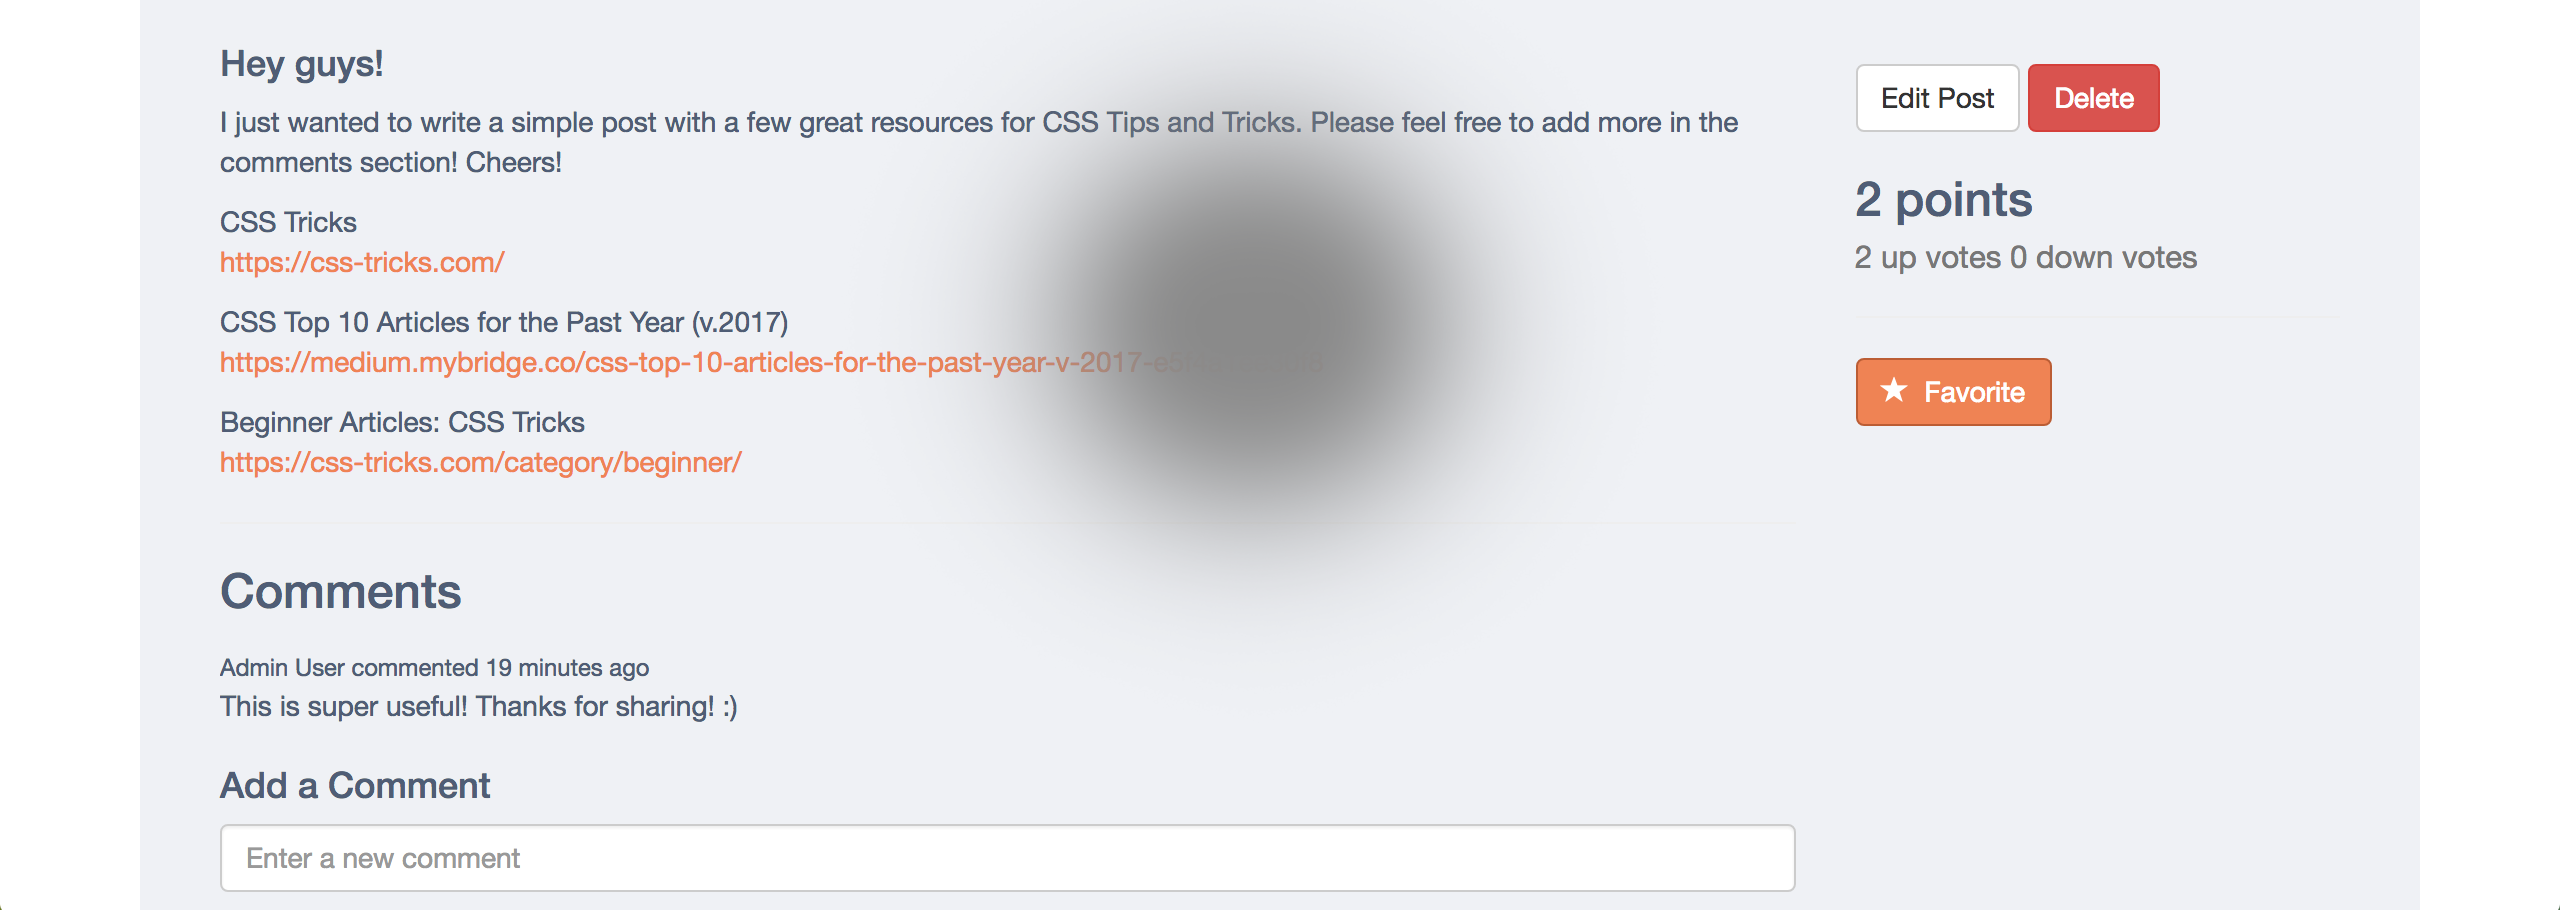 Hey guys!
I just wanted to write a simple post with a few great resources for CSS Tips and Tricks. Please feel free to add more in the
comments section! Cheers!
CSS Tricks
https://css-tricks.com/
CSS Top 10 Articles for the Past Year (v.2017)
https://medium.mybridge.co/css-top-10-articles-for-the-past-year-v-2017-
Beginner Articles: CSS Tricks
https://css-tricks.com/category/beginner/
Comments
Admin User commented 19 minutes ago
This is super useful! Thanks for sharing! :)
Add a Comment
Enter a new comment
Edit Post Delete
2 points
2 up votes 0 down votes
Favorite